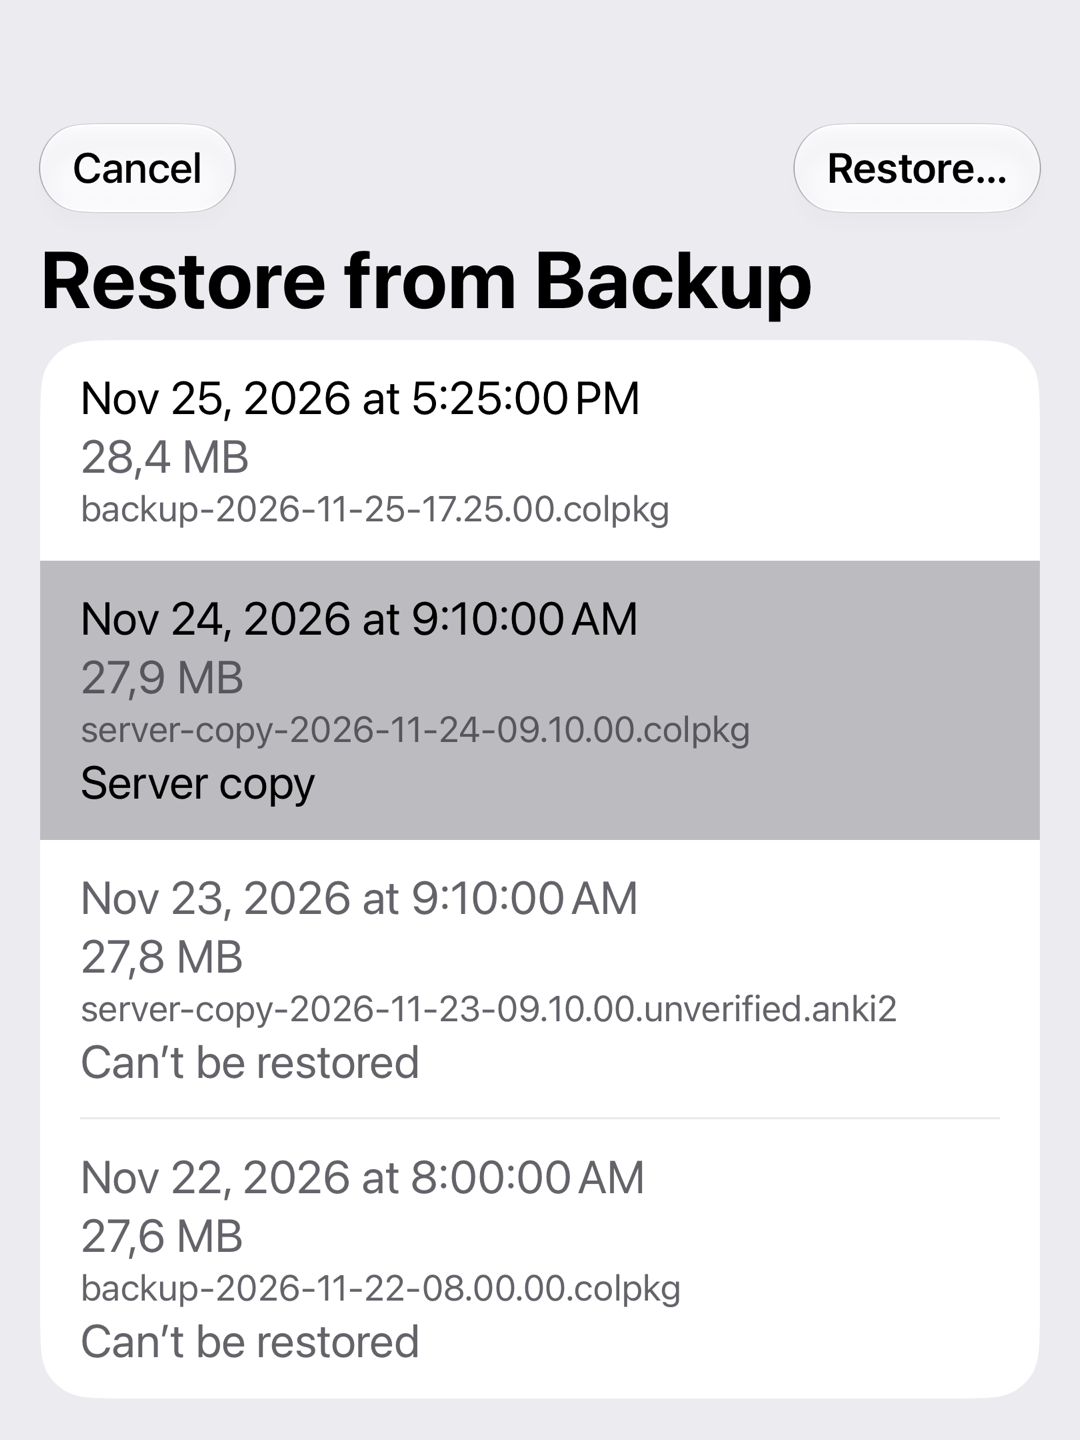 Cancel
Restore...
Restore from Backup
Nov 25, 2026 at 5:25:00 PM
28,4 MB
backup-2026-11-25-17.25.00.colpkg
Nov 24, 2026 at 9:10:00 AM
27,9 MB
server-copy-2026-11-24-09.10.00.colpkg
Server copy
Nov 23, 2026 at 9:10:00 AM
27,8 MB
server-copy-2026-11-23-09.10.00.unverified.anki2
Can’t be restored
Nov 22, 2026 at 8:00:00 AM
27,6 MB
backup-2026-11-22-08.00.00.colpkg
Can’t be restored